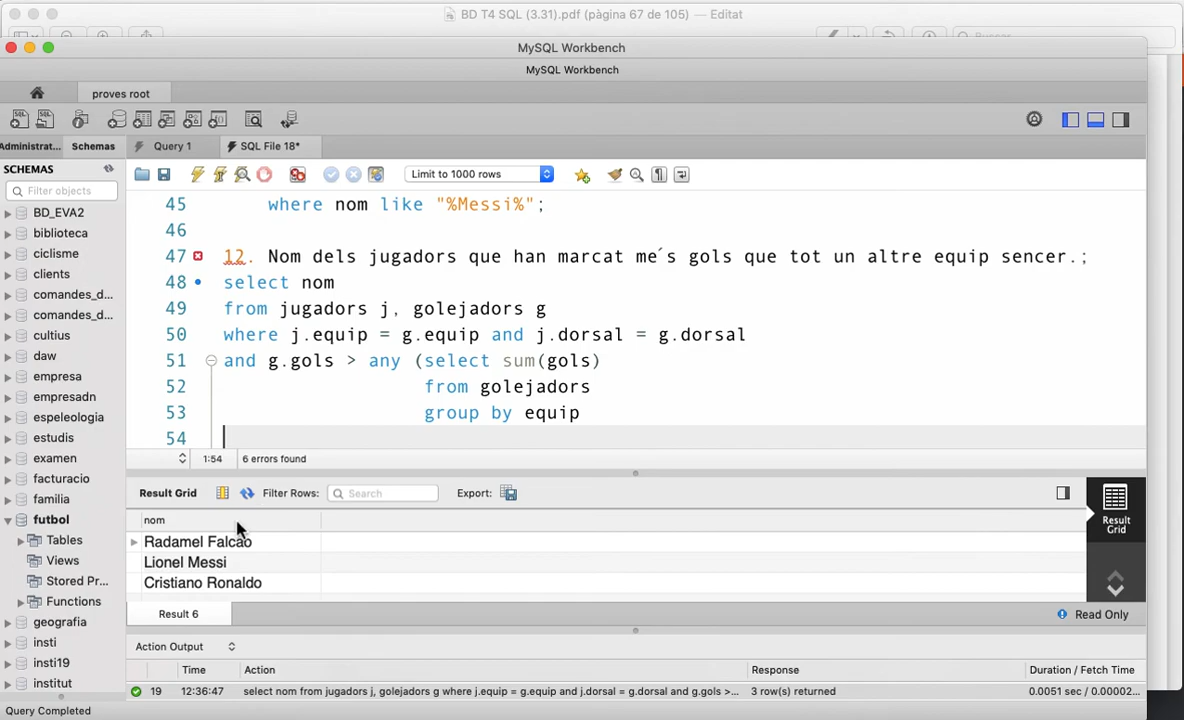 BD T4 SQL (3.31).pdf (pàgina 67 de 105) — Editat
MySQL Workbench
MySQL Workbench
proves root
Administrat...
Schemas
Query 1
SQL File 18*
SCHEMAS
Filter objects
Limit to 1000 rows
BD_EVA2
biblioteca
ciclisme
clients
comandes_d...
comandes_d...
cultius
daw
empresa
empresadn
espeleologia
estudis
examen
facturacio
familia
futbol
Tables
Views
Stored Pr...
Functions
geografia
insti
insti19
institut
45 where nom like "%Messi%";
46
47 12. Nom dels jugadors que han marcat me´s gols que tot un altre equip sencer.;
48 select nom
49 from jugadors j, golejadors g
50 where j.equip = g.equip and j.dorsal = g.dorsal
51 and g.gols > any (select sum(gols)
52 from golejadors
53 group by equip
54
1:54 6 errors found
Result Grid Filter Rows: Search Export:
nom
Radamel Falcao
Lionel Messi
Cristiano Ronaldo
Result Grid
Result 6
Read Only
Action Output
Time Action Response Duration / Fetch Time
19 12:36:47 select nom from jugadors j, golejadors g where j.equip = g.equip and j.dorsal = g.dorsal and g.gols >... 3 row(s) returned 0.0051 sec / 0.00002...
Query Completed